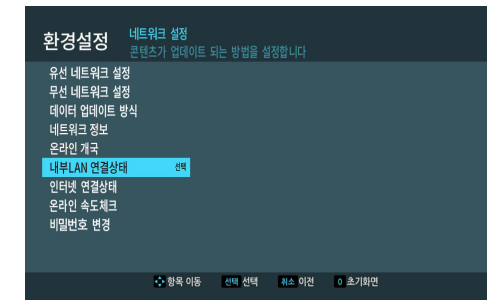 환경설정
네트워크 설정
콘텐츠가 업데이트 되는 방법을 설정합니다
유선 네트워크 설정
무선 네트워크 설정
데이터 업데이트 방식
네트워크 정보
온라인 개국
내부LAN 연결상태 선택
인터넷 연결상태
온라인 속도체크
비밀번호 변경
항목 이동 선택 선택 취소 이전 0 초기화면